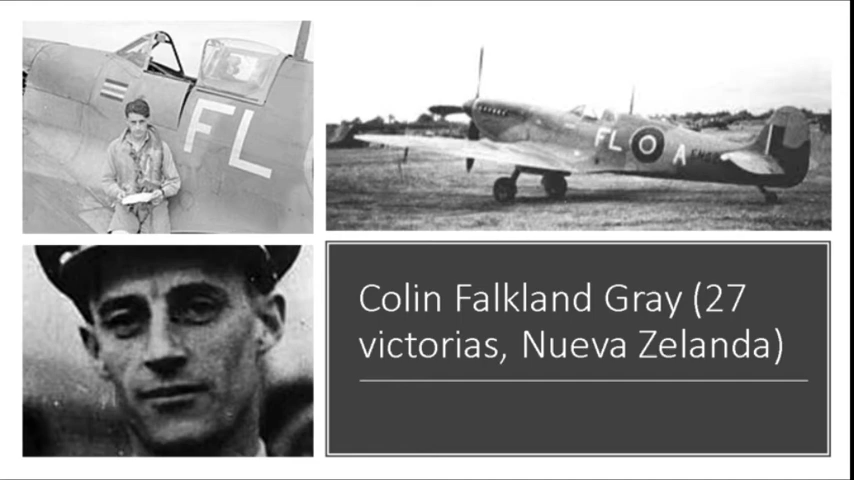 FL
FL A
Colin Falkland Gray (27
victorias, Nueva Zelanda)